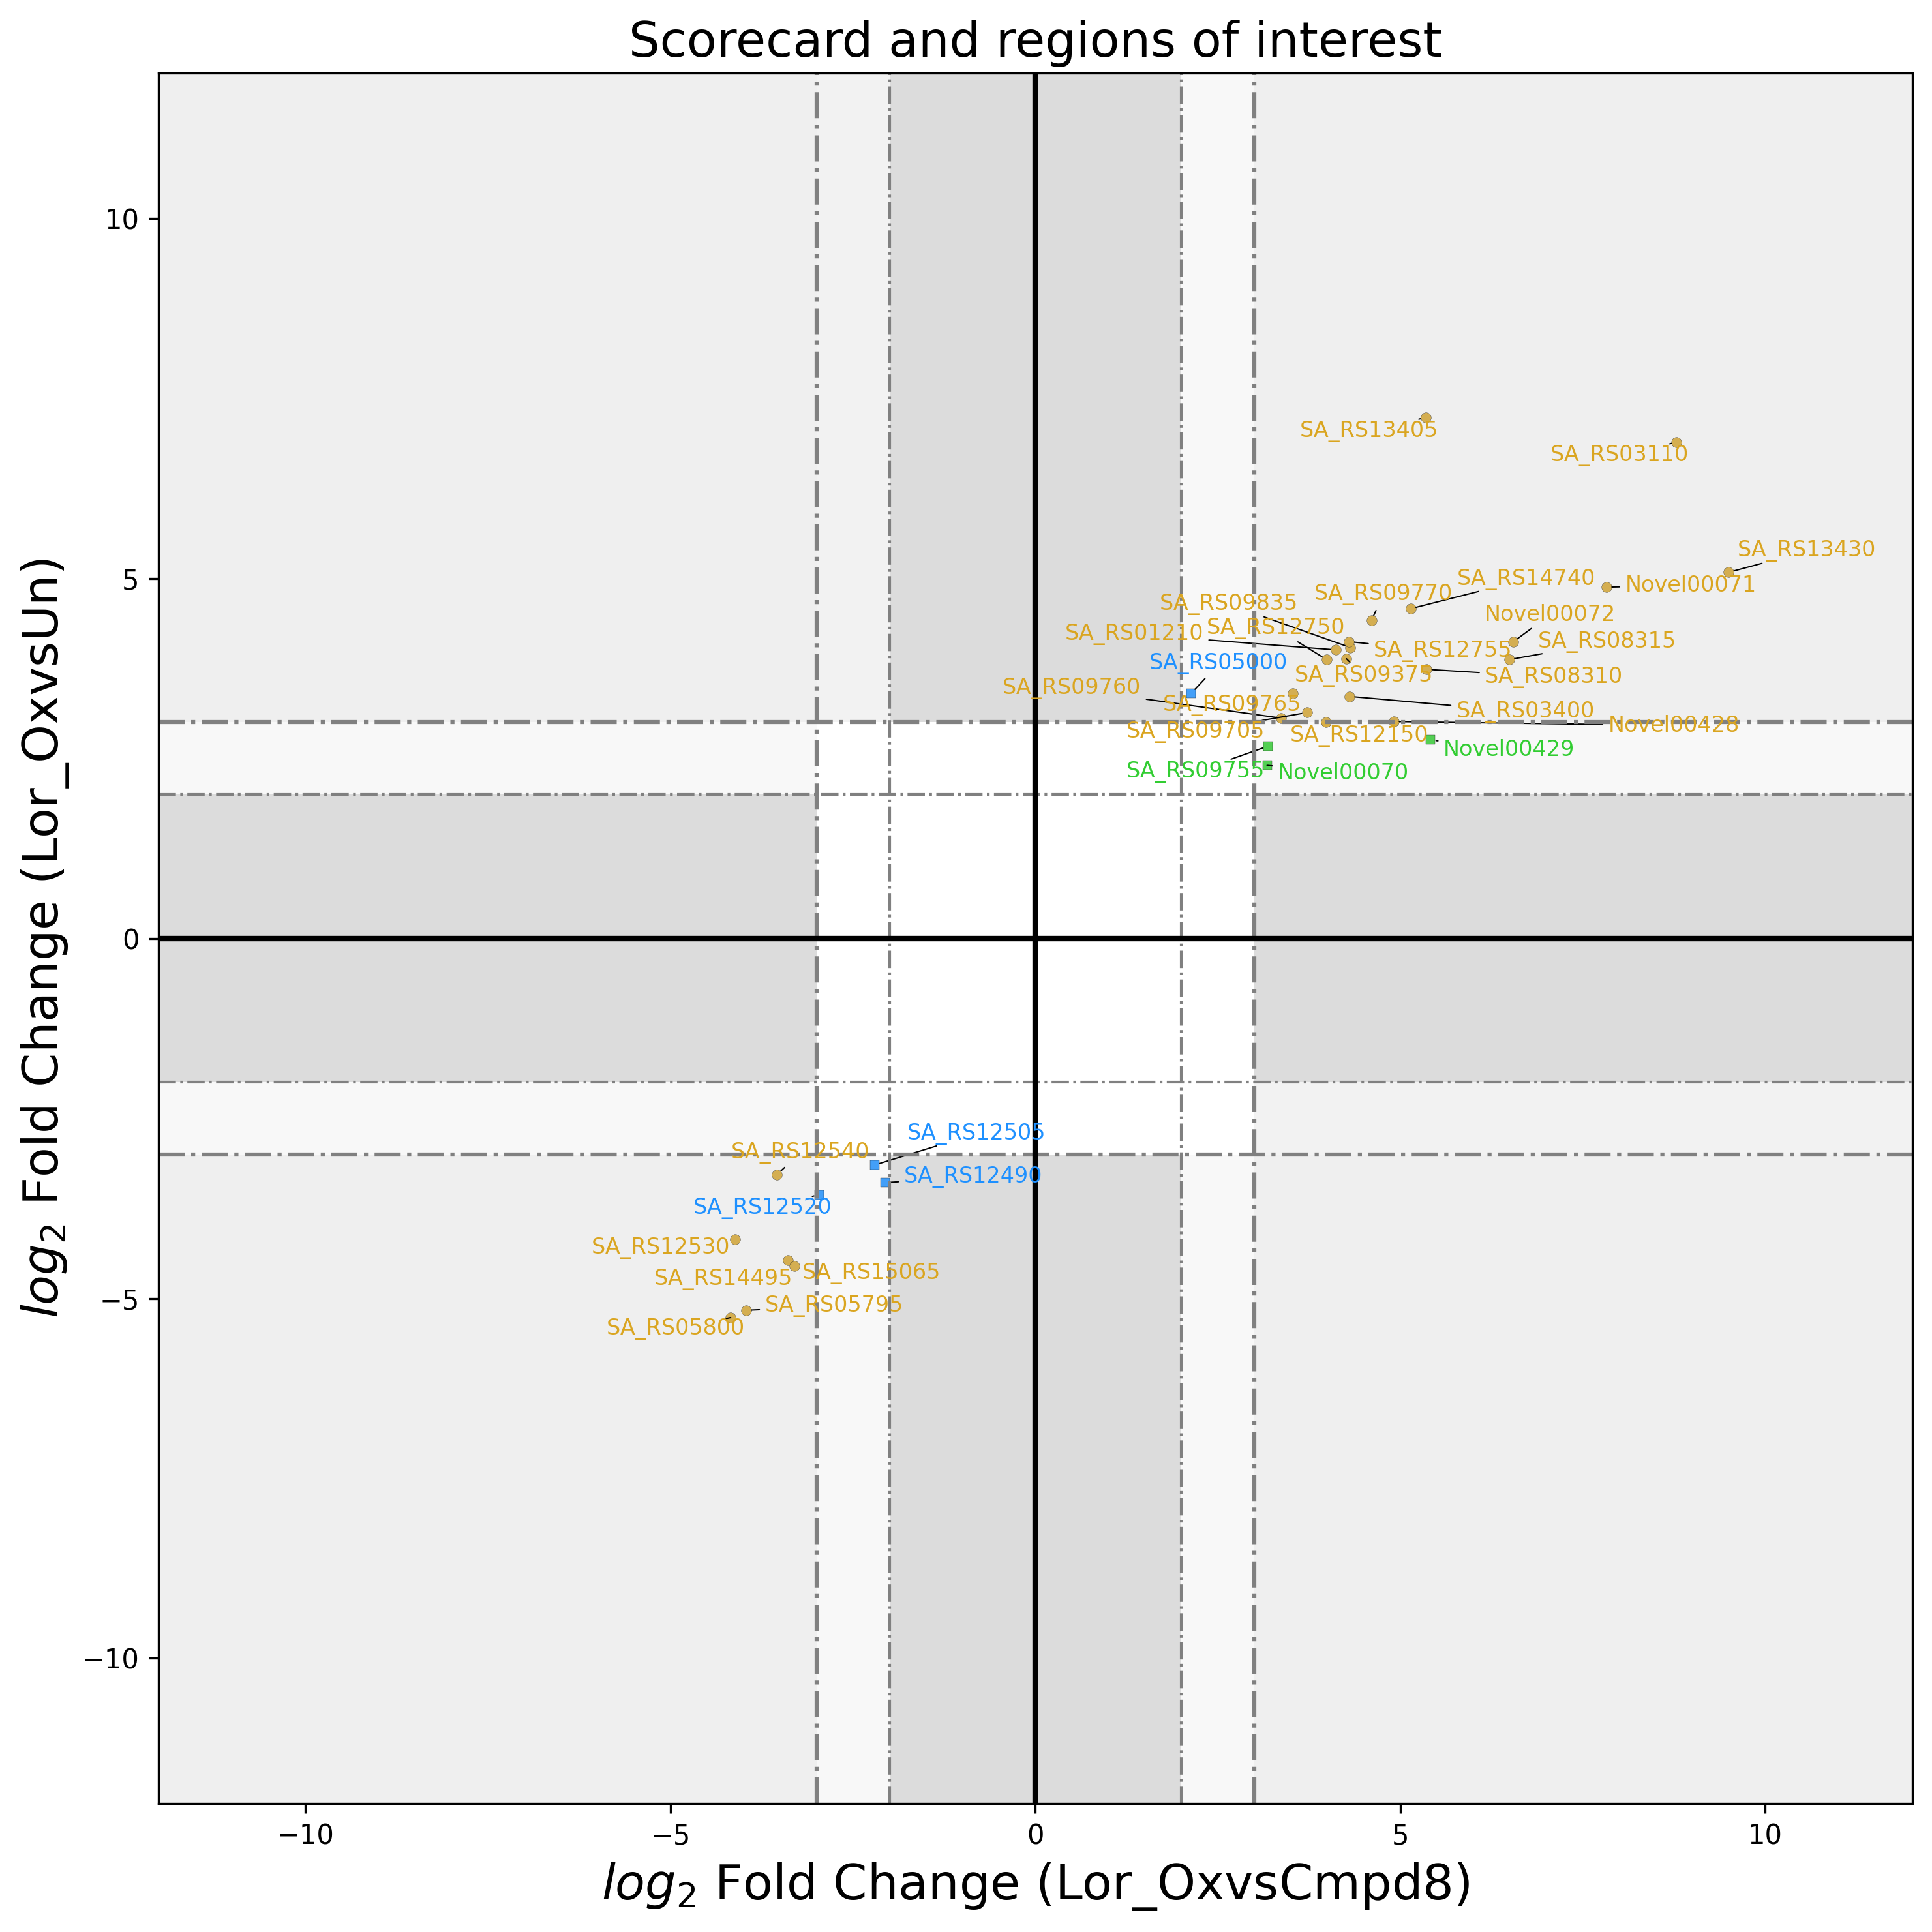 Scorecard and regions of interest
10
SA_RS13405
SA_RS03110
SA_RS13430
5
SA_RS14740
Novel00071
SA_RS09770
SA_RS09835
Novel00072
SA_RS12750
SA_RS01210
SA_RS08315
SA_RS12755
SA_RS05000
SA_RS09375
SA_RS08310
SA_RS09760
SA_RS09765
SA_RS03400
Novel00428
SA_RS09705
SA_RS12150
Novel00429
SA_RS09755
Novel00070
0
SA_RS12505
SA_RS12540
SA_RS12490
SA_RS12520
SA_RS12530
SA_RS15065
SA_RS14495
−5
SA_RS05795
SA_RS05800
−10
−10 −5 0 5 10
log2 Fold Change (Lor_OxvsCmpd8)
log2 Fold Change (Lor_OxvsUn)